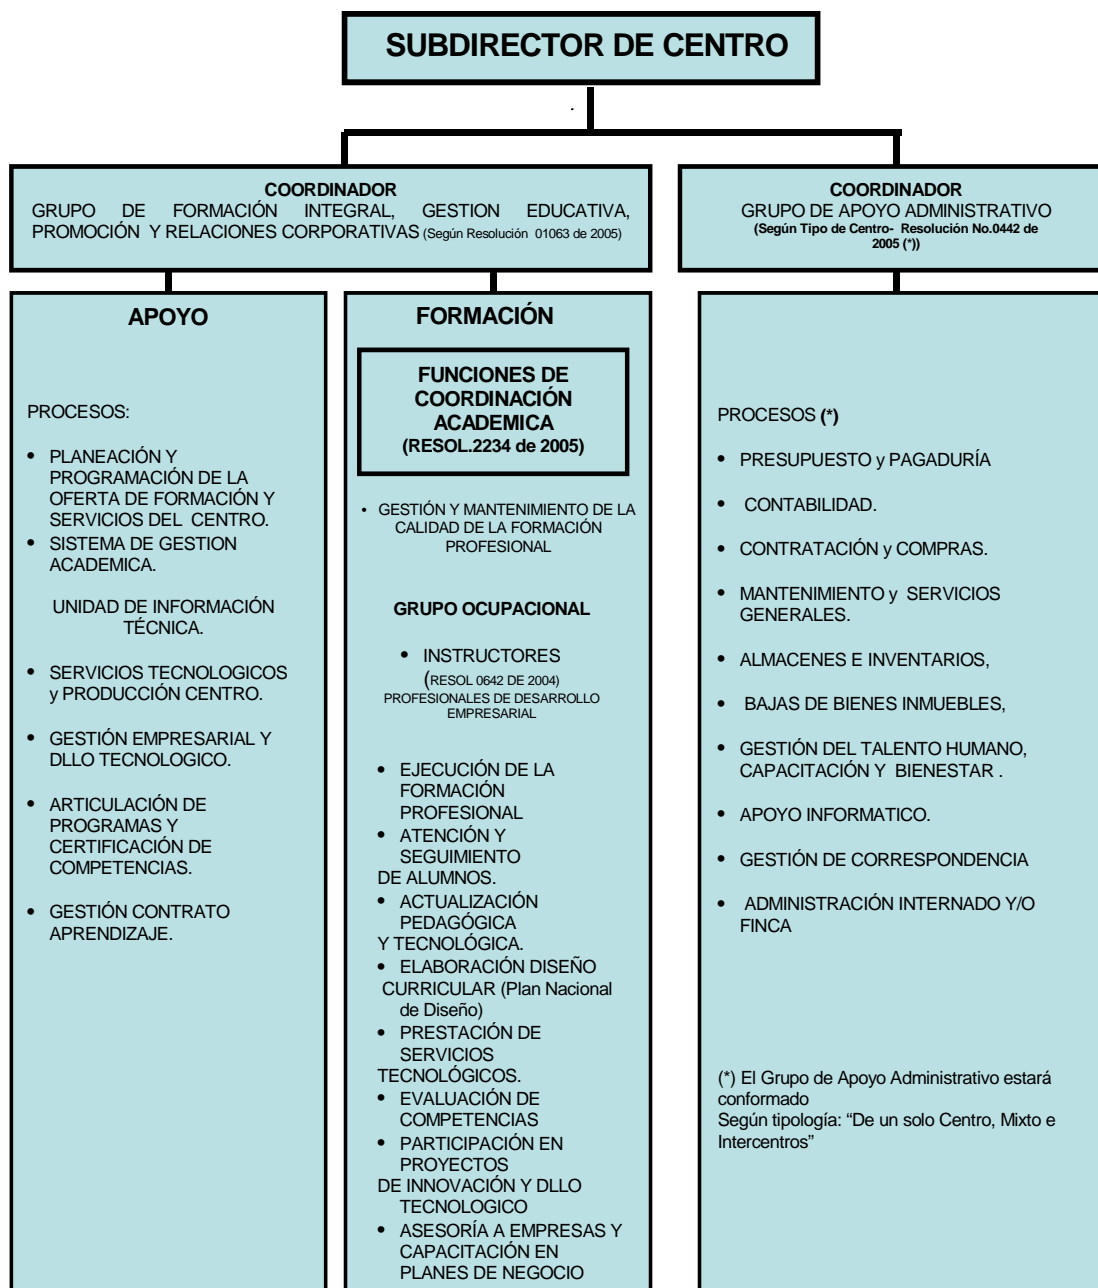 SUBDIRECTOR DE CENTRO
.
COORDINADOR
GRUPO DE FORMACIÓN INTEGRAL, GESTION EDUCATIVA,
PROMOCIÓN Y RELACIONES CORPORATIVAS (Según Resolución 01063 de 2005)
COORDINADOR
GRUPO DE APOYO ADMINISTRATIVO
(Según Tipo de Centro- Resolución No.0442 de
2005 (*))
APOYO
PROCESOS:
• PLANEACIÓN Y
PROGRAMACIÓN DE LA
OFERTA DE FORMACIÓN Y
SERVICIOS DEL CENTRO.
• SISTEMA DE GESTION
ACADEMICA.
UNIDAD DE INFORMACIÓN
TÉCNICA.
• SERVICIOS TECNOLOGICOS
y PRODUCCIÓN CENTRO.
• GESTIÓN EMPRESARIAL Y
DLLO TECNOLOGICO.
• ARTICULACIÓN DE
PROGRAMAS Y
CERTIFICACIÓN DE
COMPETENCIAS.
• GESTIÓN CONTRATO
APRENDIZAJE.
FORMACIÓN
FUNCIONES DE
COORDINACIÓN
ACADEMICA
(RESOL.2234 de 2005)
• GESTIÓN Y MANTENIMIENTO DE LA
CALIDAD DE LA FORMACIÓN
PROFESIONAL
GRUPO OCUPACIONAL
• INSTRUCTORES
(RESOL 0642 DE 2004)
PROFESIONALES DE DESARROLLO
EMPRESARIAL
• EJECUCIÓN DE LA
FORMACIÓN
PROFESIONAL
• ATENCIÓN Y
SEGUIMIENTO
DE ALUMNOS.
• ACTUALIZACIÓN
PEDAGÓGICA
Y TECNOLÓGICA.
• ELABORACIÓN DISEÑO
CURRICULAR (Plan Nacional
de Diseño)
• PRESTACIÓN DE
SERVICIOS
TECNOLÓGICOS.
• EVALUACIÓN DE
COMPETENCIAS
• PARTICIPACIÓN EN
PROYECTOS
DE INNOVACIÓN Y DLLO
TECNOLOGICO
• ASESORÍA A EMPRESAS Y
CAPACITACIÓN EN
PLANES DE NEGOCIO
PROCESOS (*)
• PRESUPUESTO y PAGADURÍA
• CONTABILIDAD.
• CONTRATACIÓN y COMPRAS.
• MANTENIMIENTO y SERVICIOS
GENERALES.
• ALMACENES E INVENTARIOS,
• BAJAS DE BIENES INMUEBLES,
• GESTIÓN DEL TALENTO HUMANO,
CAPACITACIÓN Y BIENESTAR .
• APOYO INFORMATICO.
• GESTIÓN DE CORRESPONDENCIA
• ADMINISTRACIÓN INTERNADO Y/O
FINCA
(*) El Grupo de Apoyo Administrativo estará
conformado
Según tipología: “De un solo Centro, Mixto e
Intercentros”